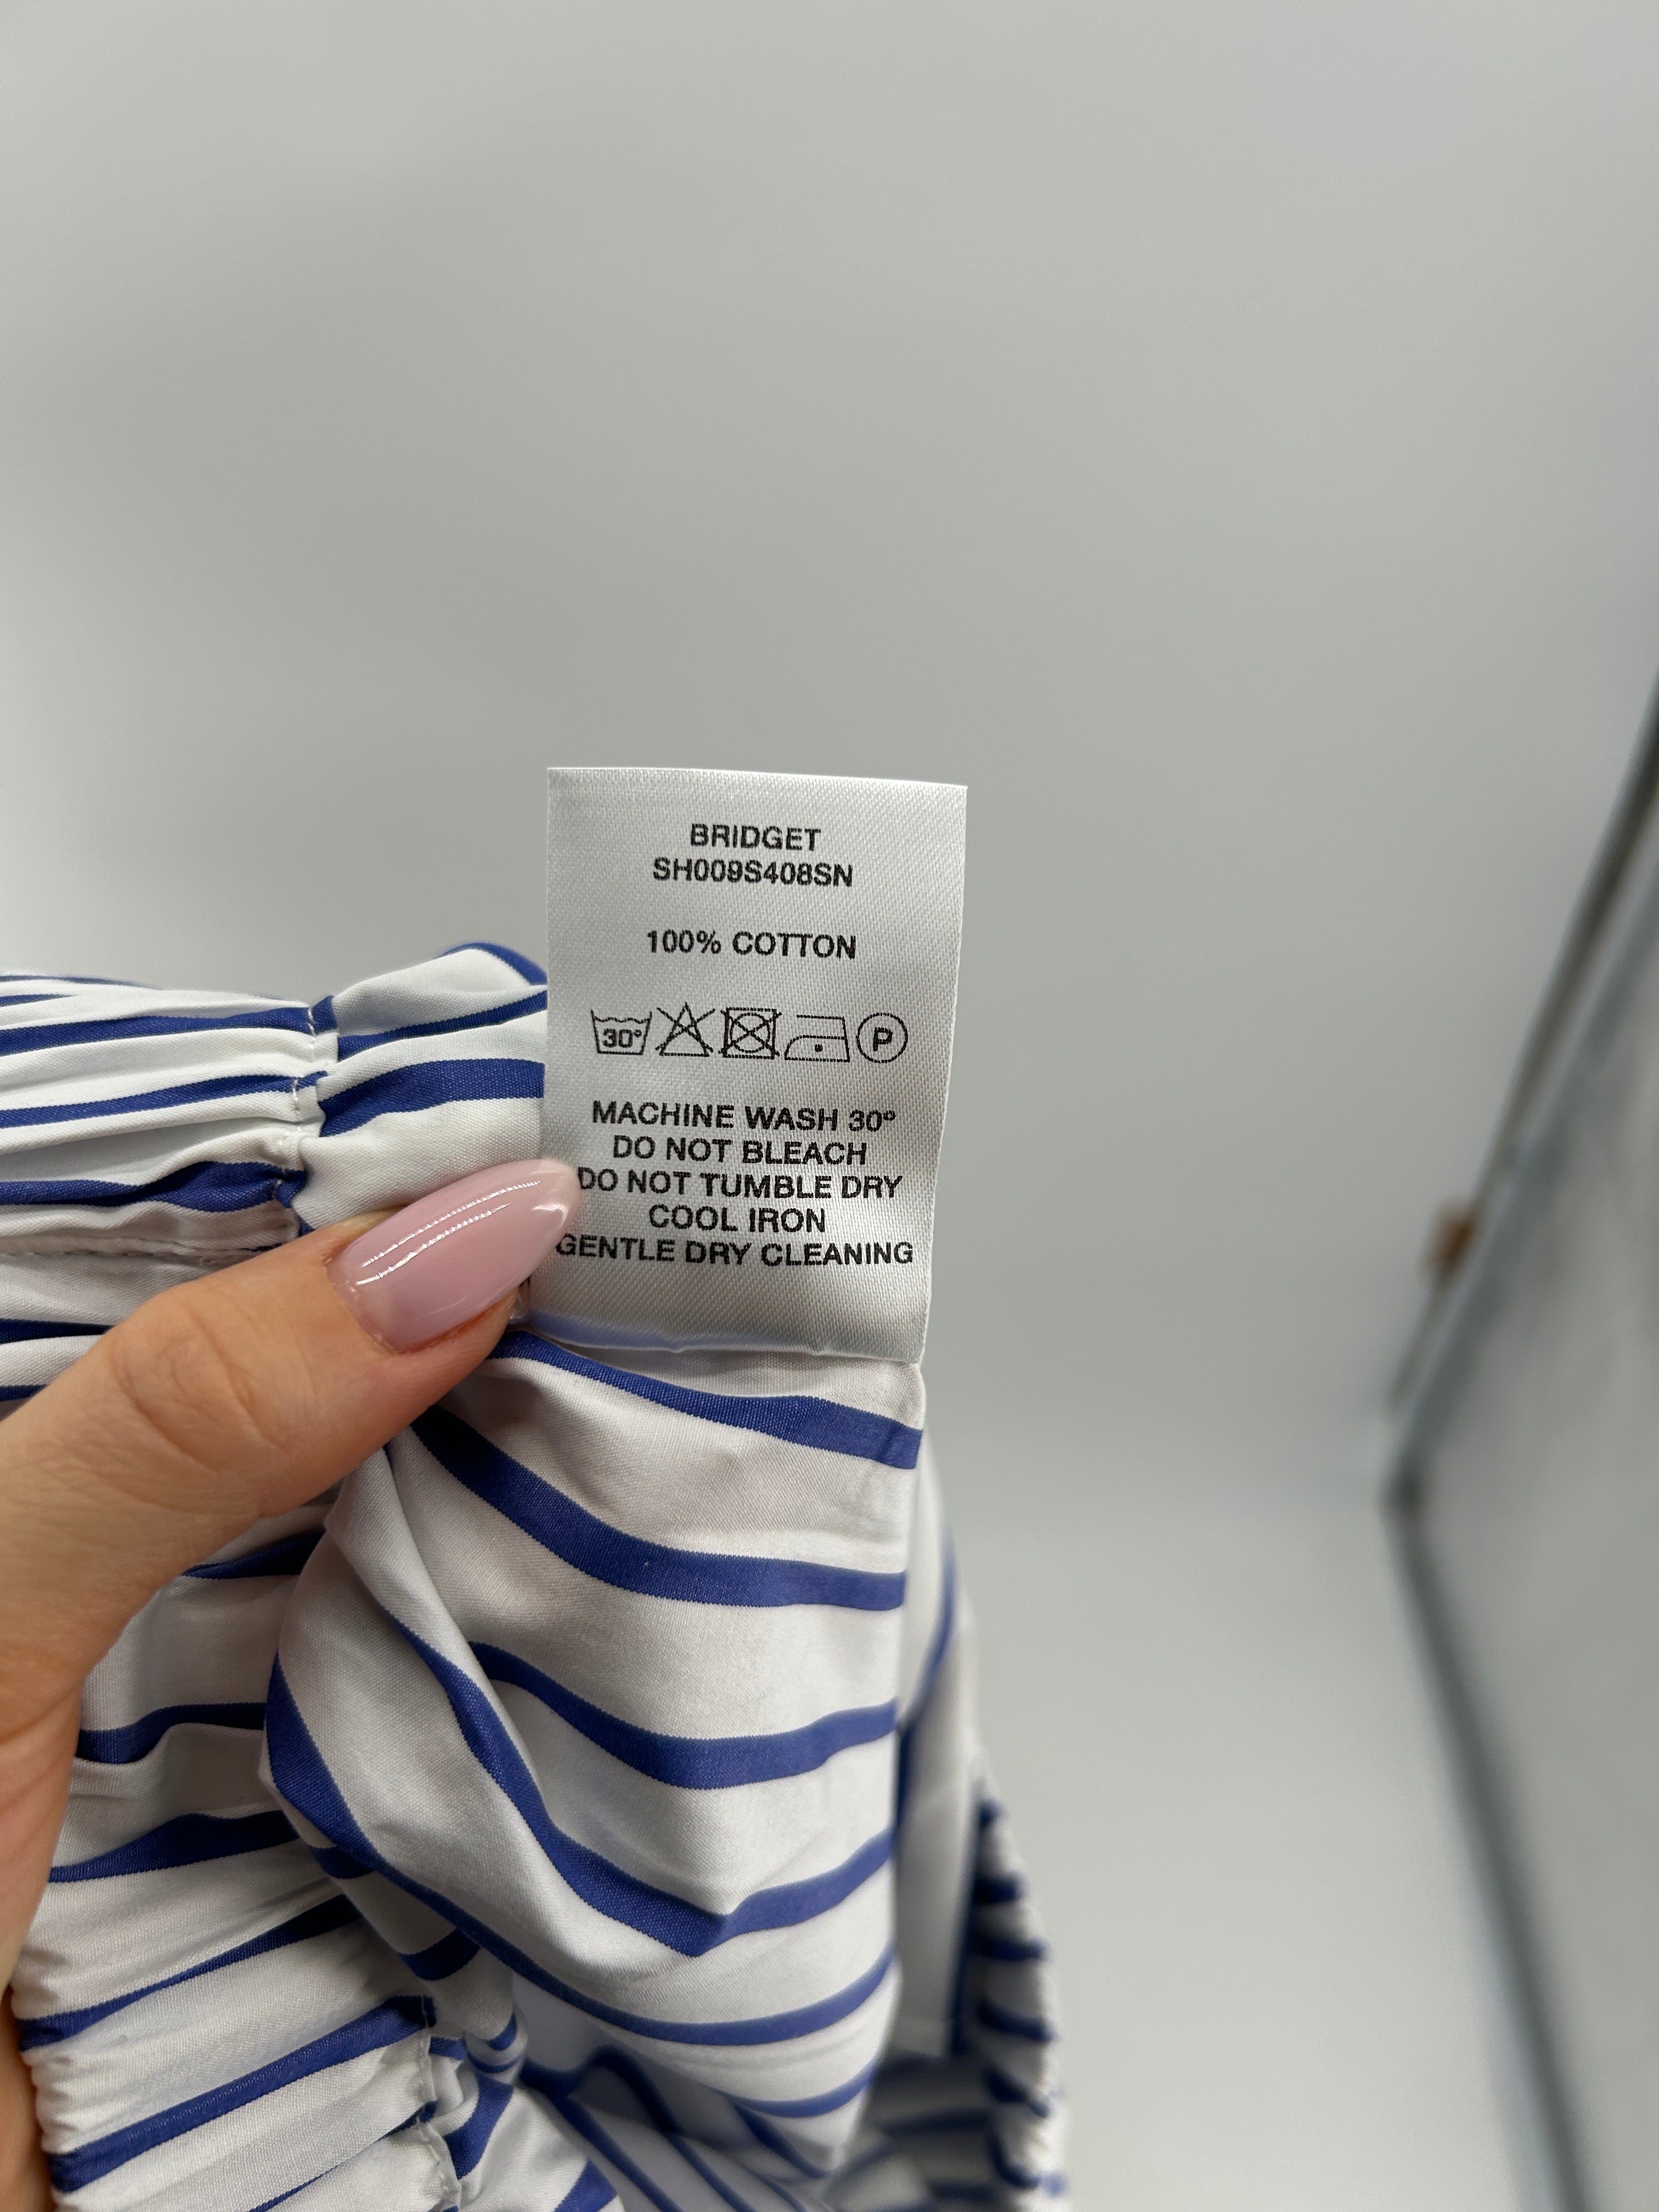 BRIDGET
SH009S408SN
100% COTTON
30° P
MACHINE WASH 30°
DO NOT BLEACH
DO NOT TUMBLE DRY
COOL IRON
GENTLE DRY CLEANING